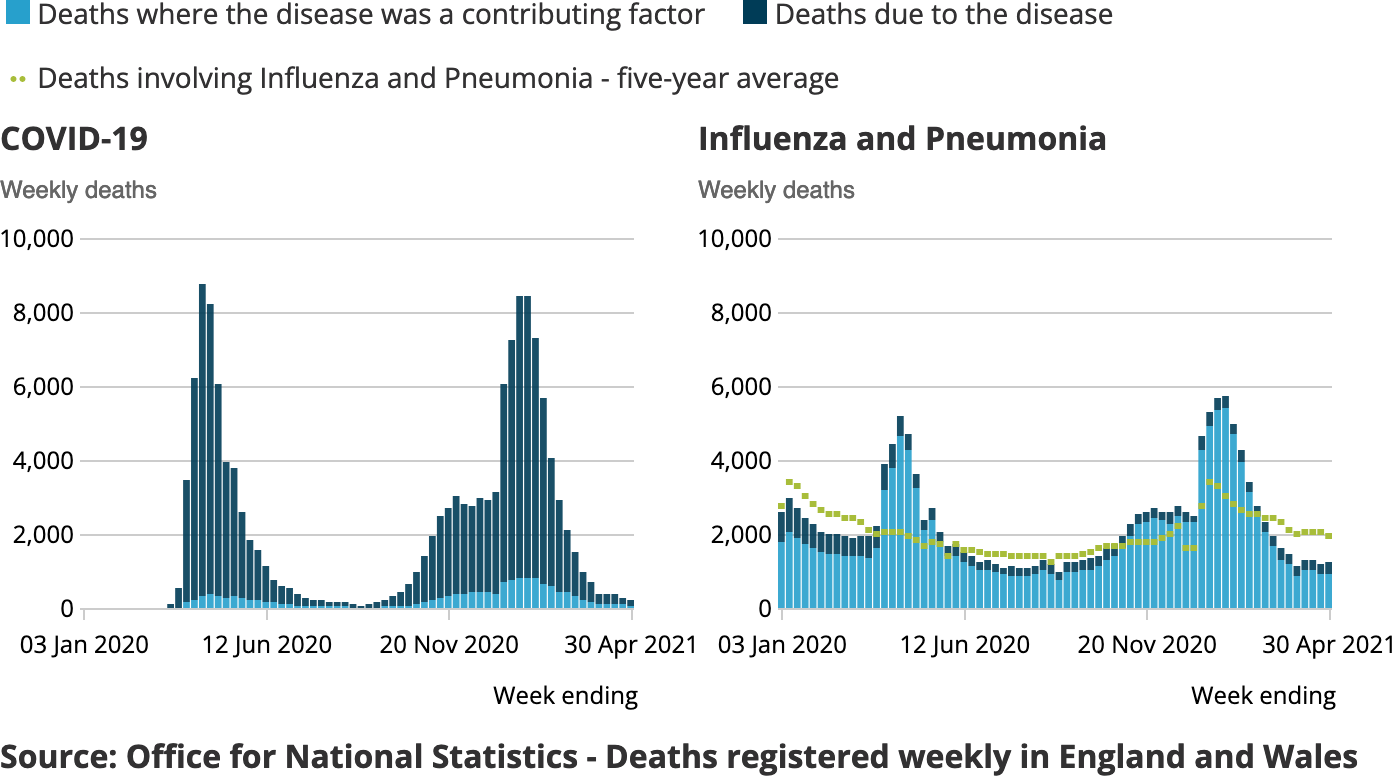 Deaths where the disease was a contributing factor Deaths due to the disease
Deaths involving Influenza and Pneumonia - five-year average
COVID-19
Weekly deaths
10,000
8,000
6,000
4,000
2,000
0
03 Jan 2020 12 Jun 2020 20 Nov 2020 30 Apr 2021
Week ending
Influenza and Pneumonia
Weekly deaths
10,000
8,000
6,000
4,000
2,000
0
03 Jan 2020 12 Jun 2020 20 Nov 2020 30 Apr 2021
Week ending
Source: Office for National Statistics - Deaths registered weekly in England and Wales